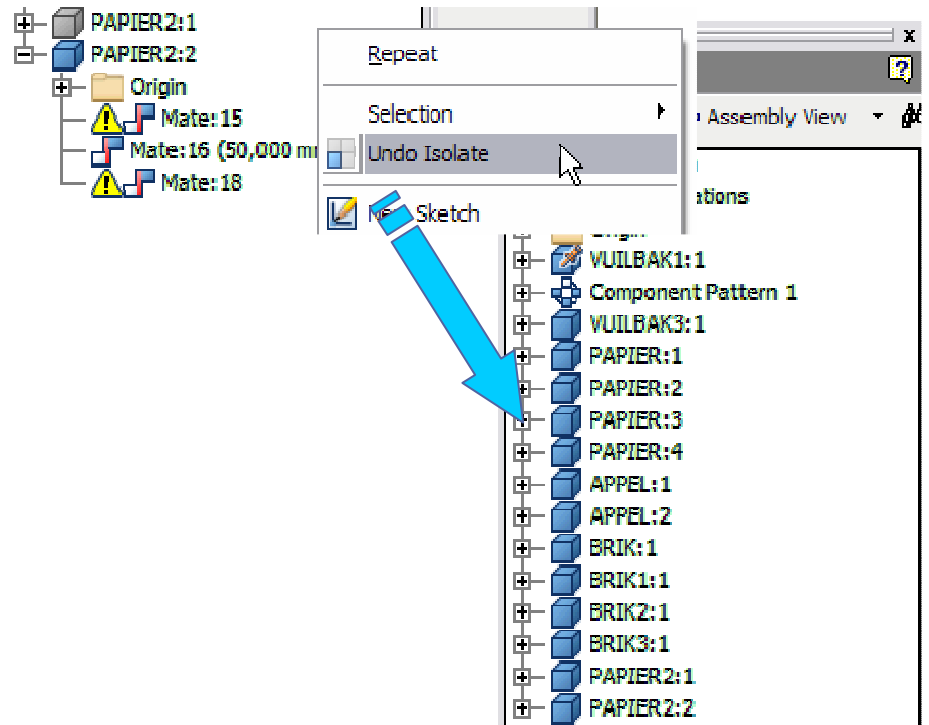 PAPIER2:1
PAPIER2:2
Origin
Mate:15
Mate:16 (50,000 m
Mate:18
Repeat
Selection
Undo Isolate
Sketch
x
?
Assembly View
VUILBAK1:1
Component Pattern 1
VUILBAK3:1
PAPIER:1
PAPIER:2
PAPIER:3
PAPIER:4
APPEL:1
APPEL:2
BRIK:1
BRIK1:1
BRIK2:1
BRIK3:1
PAPIER2:1
PAPIER2:2